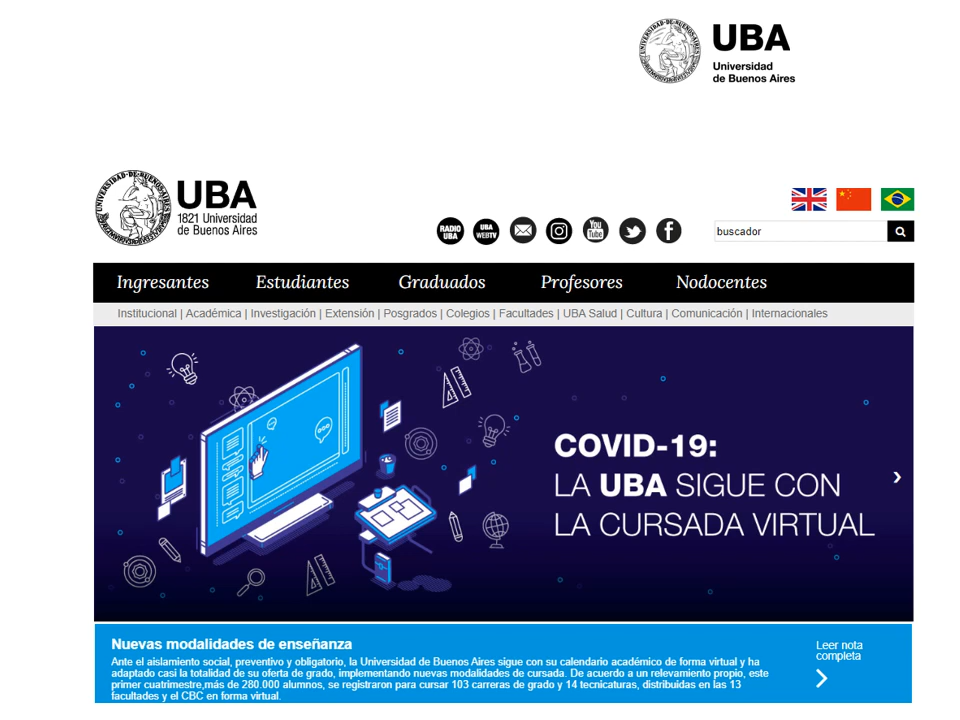 UBA
Universidad
de Buenos Aires
UNIVERSIDAD·DE·BUENOS·AIRES
UBA
1821 Universidad
de Buenos Aires
RADIO
UBA
UBA
WEBTV
You
Tube
buscador
Ingresantes Estudiantes Graduados Profesores Nodocentes
Institucional | Académica | Investigación | Extensión | Posgrados | Colegios | Facultades | UBA Salud | Cultura | Comunicación | Internacionales
COVID-19:
LA UBA SIGUE CON
LA CURSADA VIRTUAL
Nuevas modalidades de enseñanza
Ante el aislamiento social, preventivo y obligatorio, la Universidad de Buenos Aires sigue con su calendario académico de forma virtual y ha
adaptado casi la totalidad de su oferta de grado, implementando nuevas modalidades de cursada. De acuerdo a un relevamiento propio, este
primer cuatrimestre,más de 280.000 alumnos, se registraron para cursar 103 carreras de grado y 14 tecnicaturas, distribuidas en las 13
facultades y el CBC en forma virtual.
Leer nota
completa